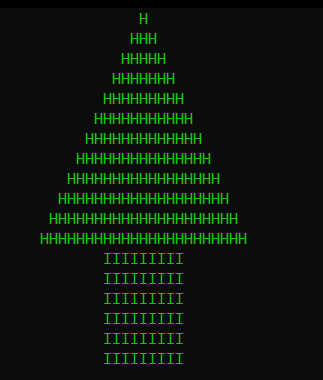 H
          HHH
         HHHHH
        HHHHHHH
       HHHHHHHHH
      HHHHHHHHHHH
     HHHHHHHHHHHHH
    HHHHHHHHHHHHHHH
   HHHHHHHHHHHHHHHHH
  HHHHHHHHHHHHHHHHHHH
 HHHHHHHHHHHHHHHHHHHHH
HHHHHHHHHHHHHHHHHHHHHHH
       IIIIIIIII
       IIIIIIIII
       IIIIIIIII
       IIIIIIIII
       IIIIIIIII
       IIIIIIIII